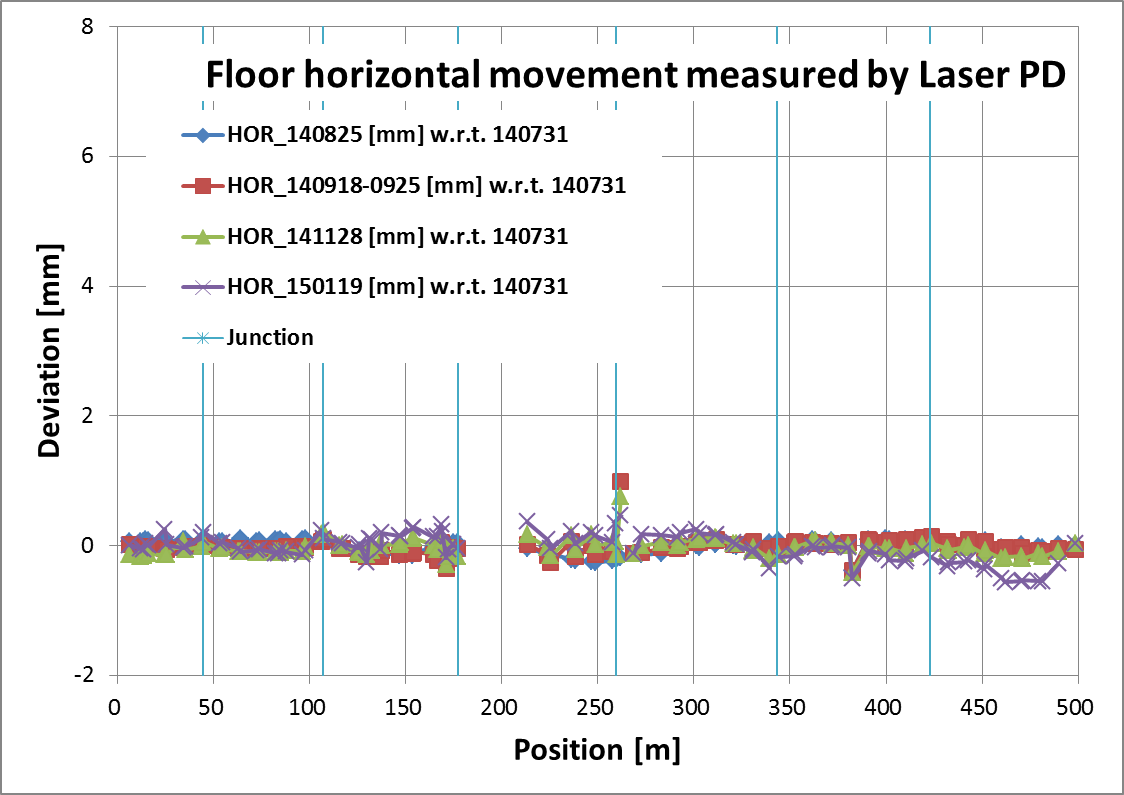 Floor horizontal movement measured by Laser PD
HOR_140825 [mm] w.r.t. 140731
HOR_140918-0925 [mm] w.r.t. 140731
HOR_141128 [mm] w.r.t. 140731
HOR_150119 [mm] w.r.t. 140731
Junction
Deviation [mm]
8
6
4
2
0
-2
0 50 100 150 200 250 300 350 400 450 500
Position [m]